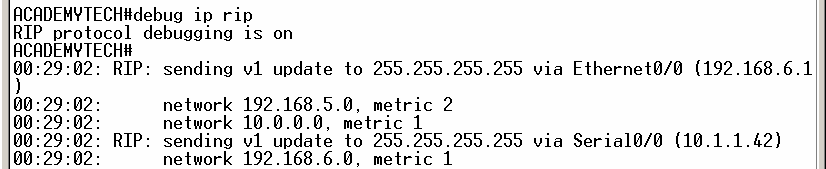 ACADEMYTECH#debug ip rip
RIP protocol debugging is on
ACADEMYTECH#
00:29:02: RIP: sending v1 update to 255.255.255.255 via Ethernet0/0 (192.168.6.1
)
00:29:02:      network 192.168.5.0, metric 2
00:29:02:      network 10.0.0.0, metric 1
00:29:02: RIP: sending v1 update to 255.255.255.255 via Serial0/0 (10.1.1.42)
00:29:02:      network 192.168.6.0, metric 1